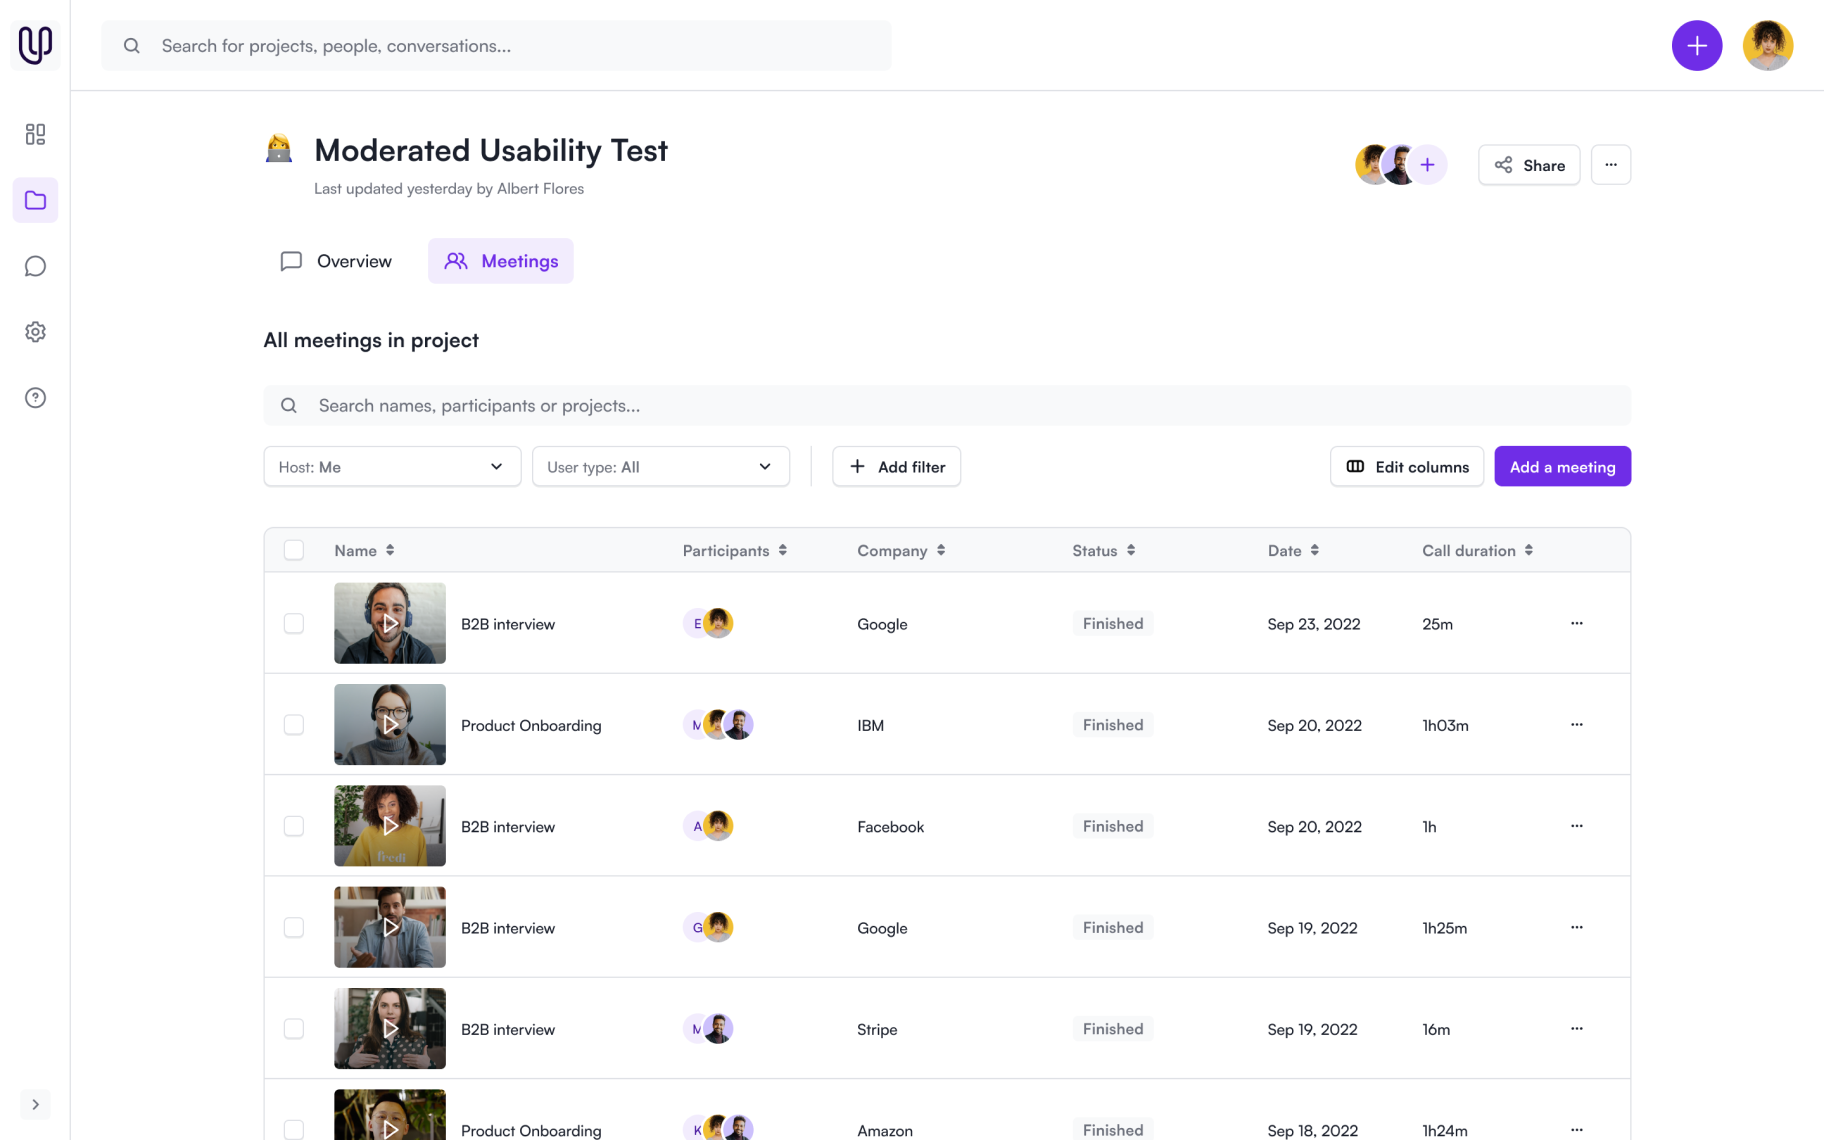 Search for projects, people, conversations...
Moderated Usability Test
Last updated yesterday by Albert Flores
Share
Overview
Meetings
All meetings in project
Search names, participants or projects...
Host: Me
User type: All
Add filter
Edit columns
Add a meeting
Name Participants Company Status Date Call duration
B2B interview E Google Finished Sep 23, 2022 25m
Product Onboarding M IBM Finished Sep 20, 2022 1h03m
B2B interview A Facebook Finished Sep 20, 2022 1h
B2B interview G Google Finished Sep 19, 2022 1h25m
B2B interview M Stripe Finished Sep 19, 2022 16m
Product Onboarding K Amazon Finished Sep 18, 2022 1h24m